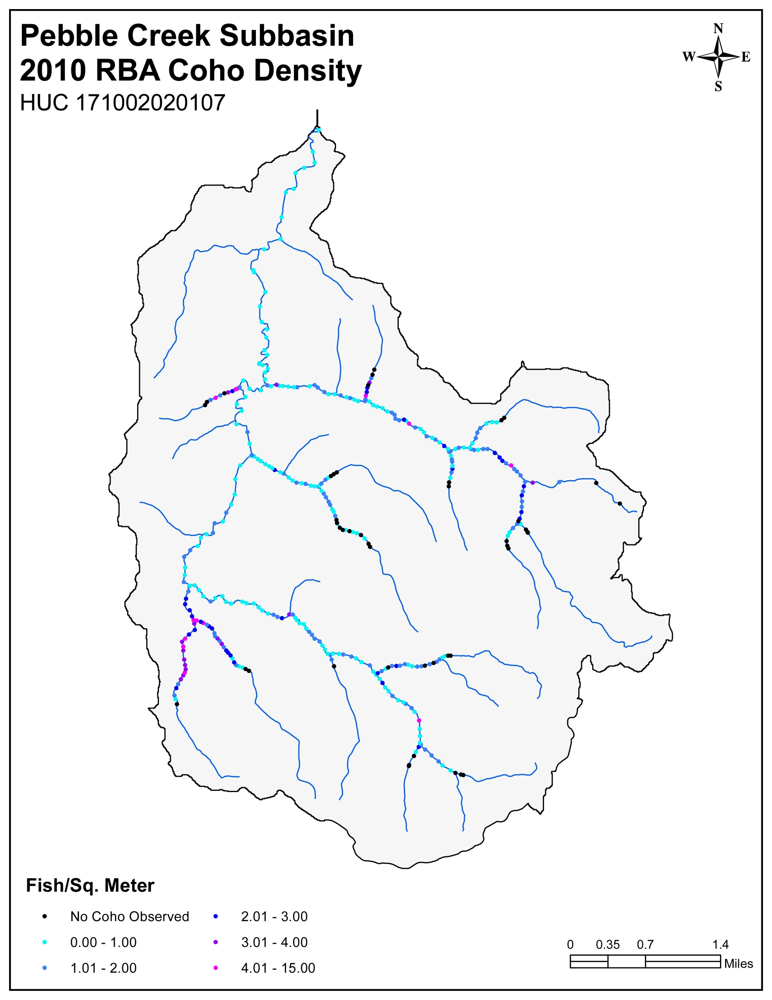 Pebble Creek Subbasin
2010 RBA Coho Density
HUC 171002020107
N
W E
S
Fish/Sq. Meter
No Coho Observed
0.00 - 1.00
1.01 - 2.00
2.01 - 3.00
3.01 - 4.00
4.01 - 15.00
0 0.35 0.7 1.4
Miles